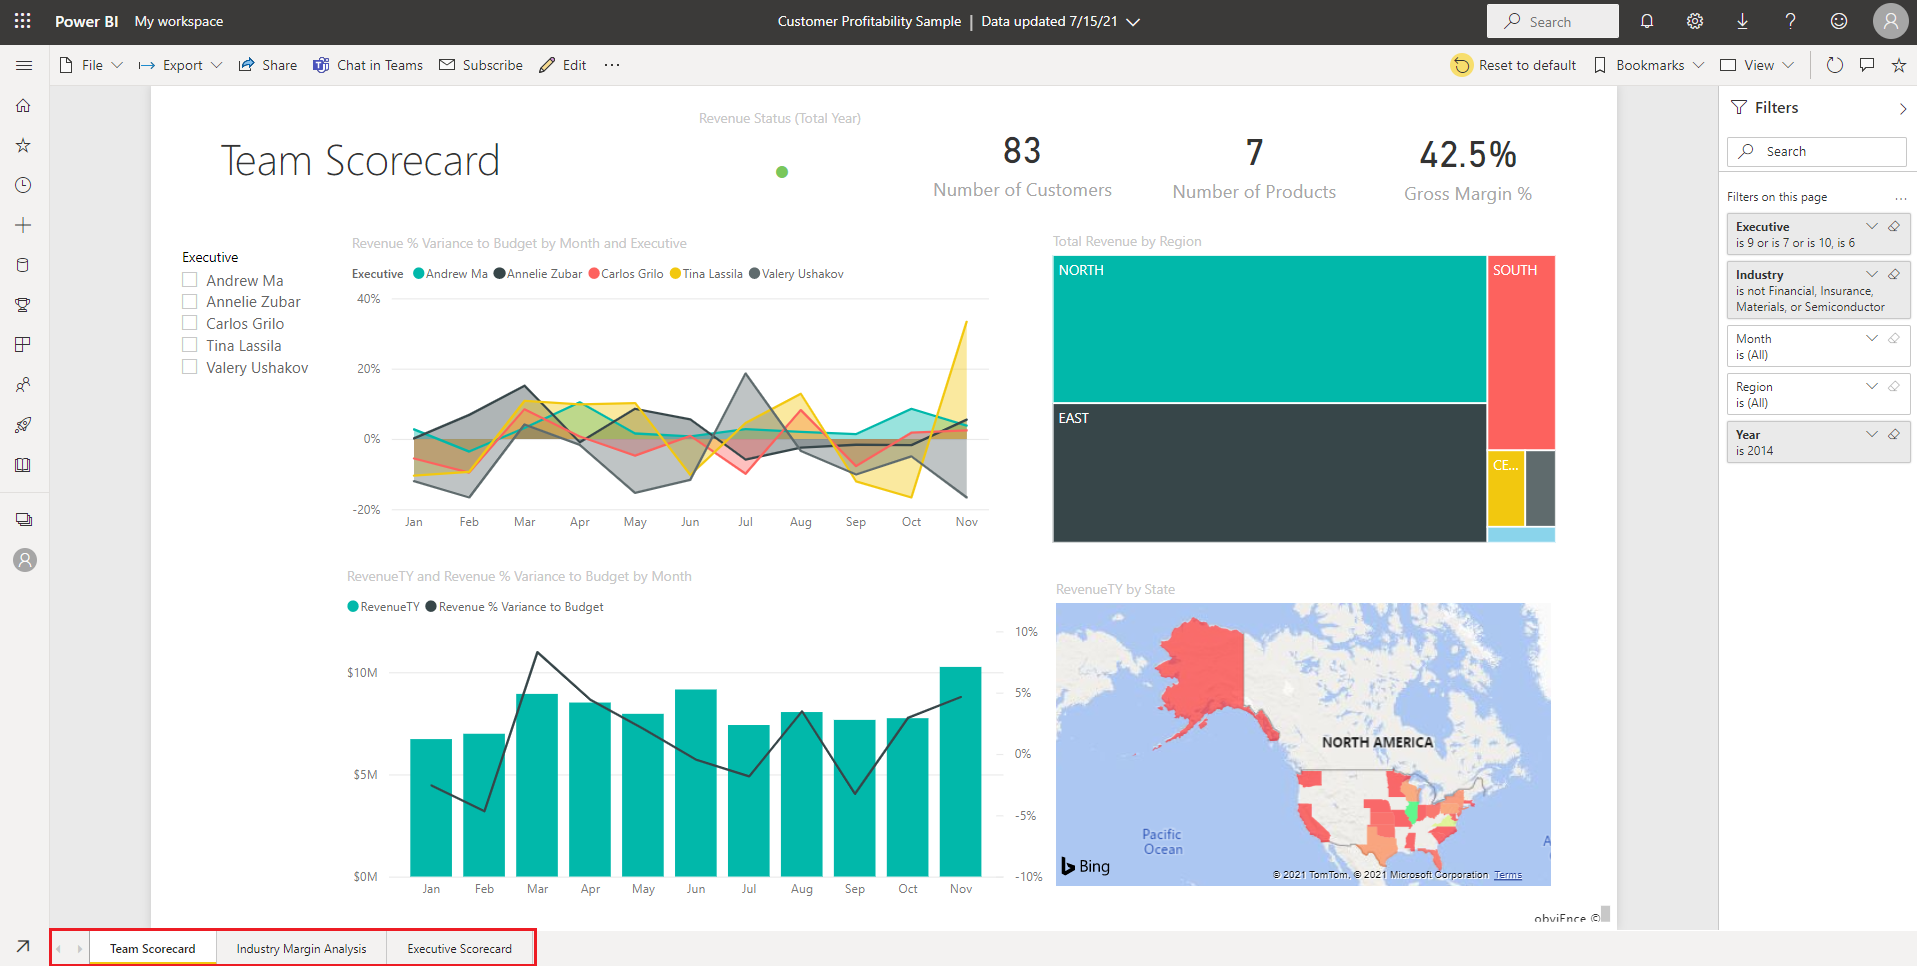 Power BI My workspace
Customer Profitability Sample | Data updated 7/15/21
Search
File Export Share Chat in Teams Subscribe Edit ...
Reset to default Bookmarks View
Team Scorecard
Revenue Status (Total Year)
83
Number of Customers
7
Number of Products
42.5%
Gross Margin %
Executive
Andrew Ma
Annelie Zubar
Carlos Grilo
Tina Lassila
Valery Ushakov
Revenue % Variance to Budget by Month and Executive
Executive Andrew Ma Annelie Zubar Carlos Grilo Tina Lassila Valery Ushakov
40%
20%
0%
-20%
Jan Feb Mar Apr May Jun Jul Aug Sep Oct Nov
Total Revenue by Region
NORTH
SOUTH
EAST
CE...
RevenueTY and Revenue % Variance to Budget by Month
RevenueTY Revenue % Variance to Budget
$10M
$5M
$0M
10%
5%
0%
-5%
-10%
Jan Feb Mar Apr May Jun Jul Aug Sep Oct Nov
RevenueTY by State
NORTH AMERICA
Pacific
Ocean
A
Bing
© 2021 TomTom, © 2021 Microsoft Corporation Terms
obviEnce ©
Filters
Search
Filters on this page ...
Executive
is 9 or is 7 or is 10, is 6
Industry
is not Financial, Insurance,
Materials, or Semiconductor
Month
is (All)
Region
is (All)
Year
is 2014
Team Scorecard Industry Margin Analysis Executive Scorecard